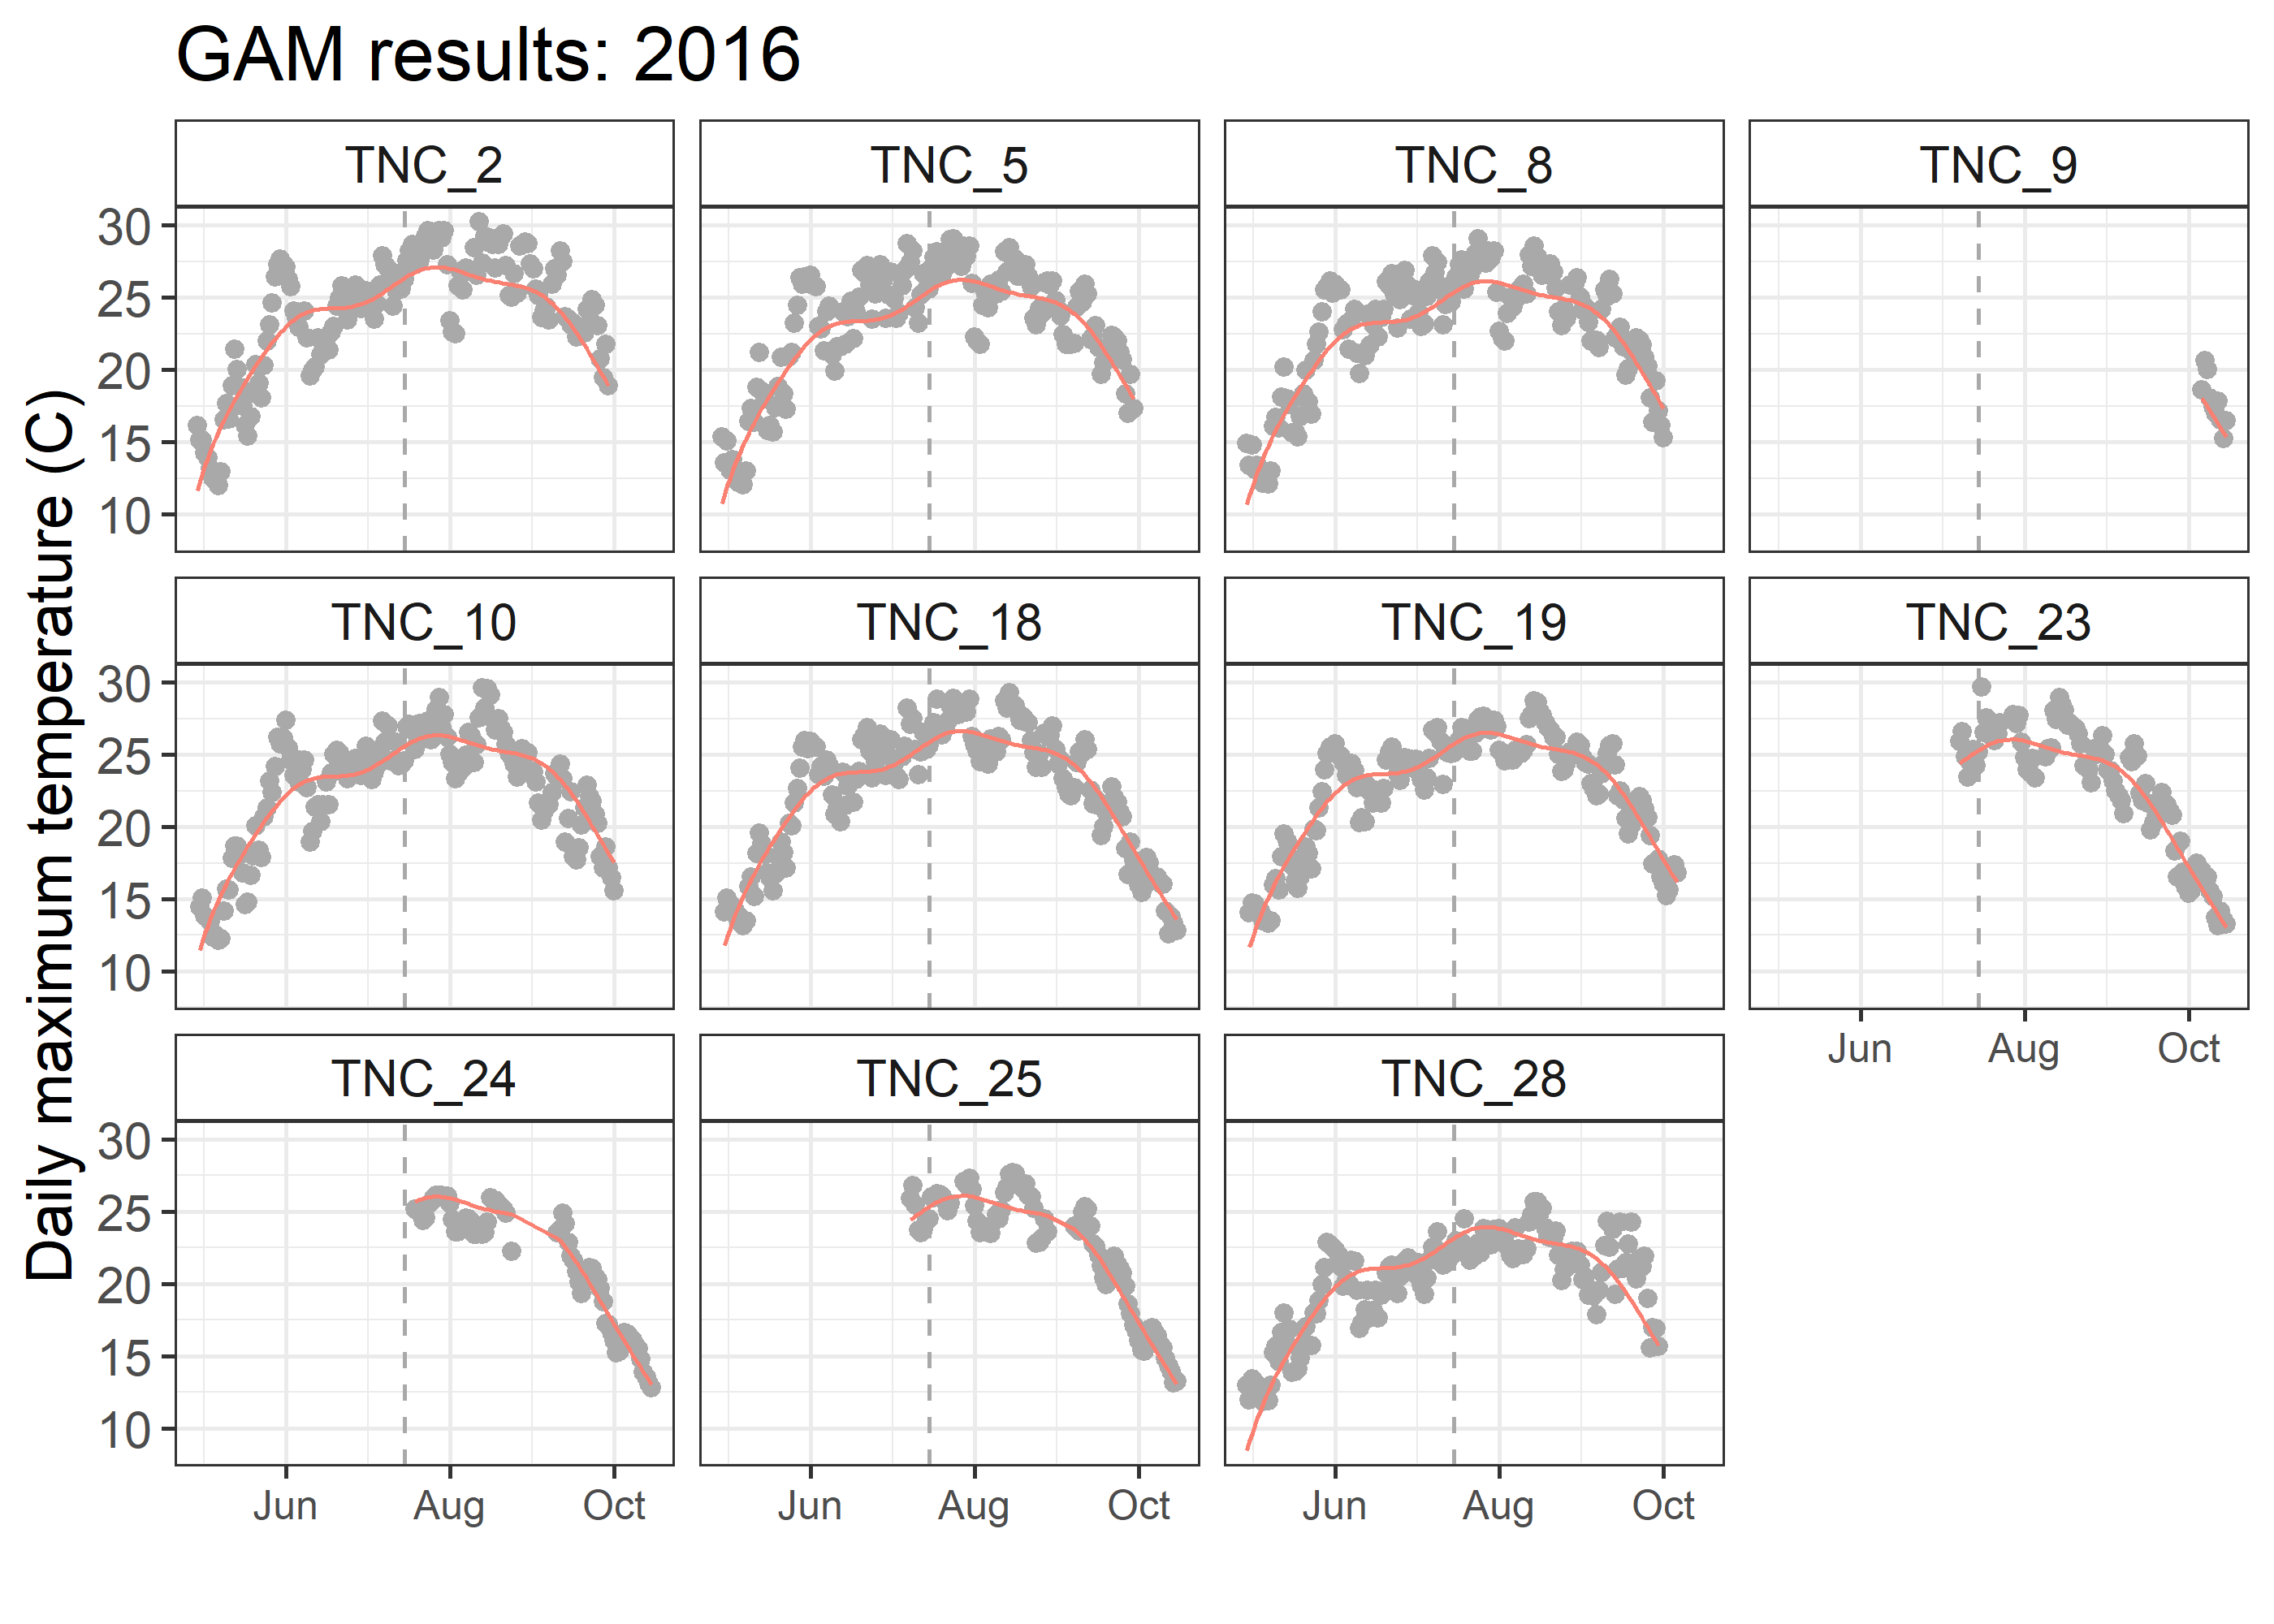 GAM results: 2016
Daily maximum temperature (C)
TNC_2 TNC_5 TNC_8 TNC_9
30
25
20
15
10
TNC_10 TNC_18 TNC_19 TNC_23
30
25
20
15
10
Jun Aug Oct
TNC_24 TNC_25 TNC_28
30
25
20
15
10
Jun Aug Oct Jun Aug Oct Jun Aug Oct